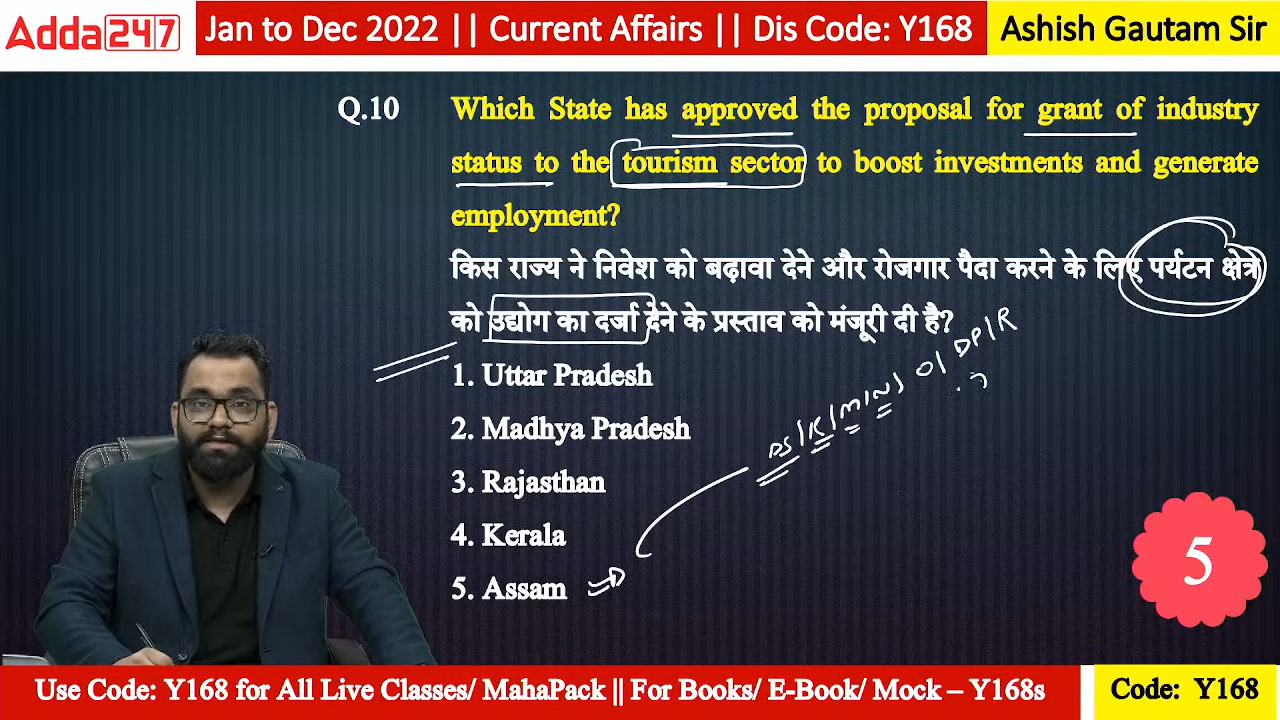 Adda247 Jan to Dec 2022 || Current Affairs || Dis Code: Y168 Ashish Gautam Sir
Q.10 Which State has approved the proposal for grant of industry
status to the tourism sector to boost investments and generate
employment?
किस राज्य ने निवेश को बढ़ावा देने और रोजगार पैदा करने के लिए पर्यटन क्षेत्र
को उद्योग का दर्जा देने के प्रस्ताव को मंजूरी दी है?
1. Uttar Pradesh
2. Madhya Pradesh
3. Rajasthan
4. Kerala
5. Assam
5
Use Code: Y168 for All Live Classes/ MahaPack || For Books/ E-Book/ Mock – Y168s
Code: Y168